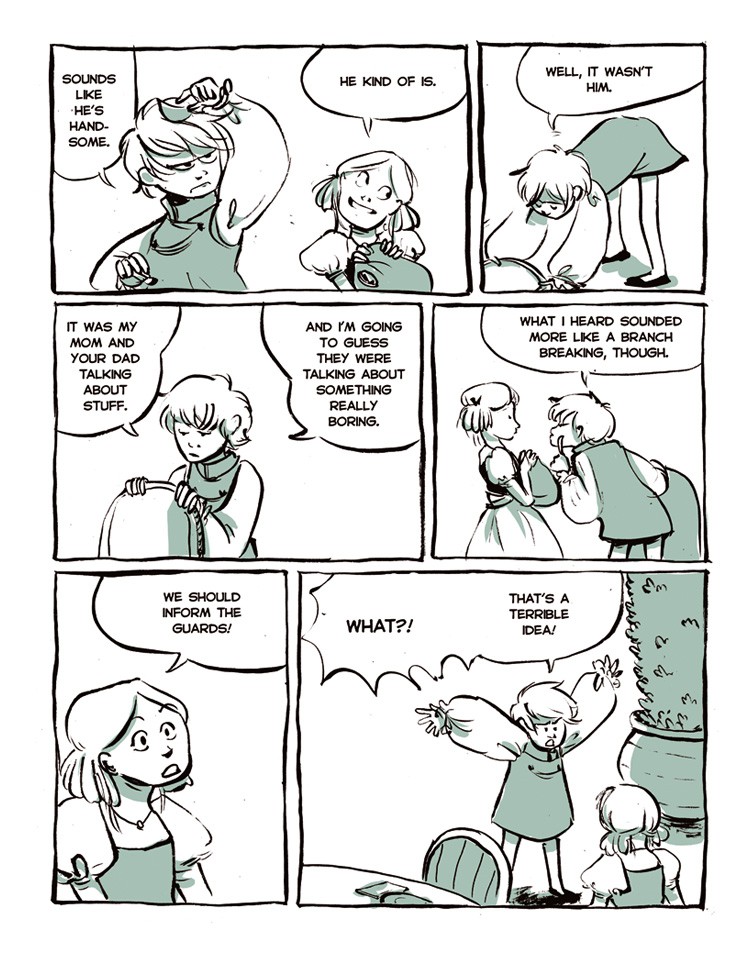 SOUNDS
LIKE
HE'S
HAND-
SOME.
HE KIND OF IS.
WELL, IT WASN'T
HIM.
IT WAS MY
MOM AND
YOUR DAD
TALKING
ABOUT
STUFF.
AND I'M GOING
TO GUESS
THEY WERE
TALKING ABOUT
SOMETHING
REALLY
BORING.
WHAT I HEARD SOUNDED
MORE LIKE A BRANCH
BREAKING, THOUGH.
WE SHOULD
INFORM THE
GUARDS!
WHAT?!
THAT'S A
TERRIBLE
IDEA!